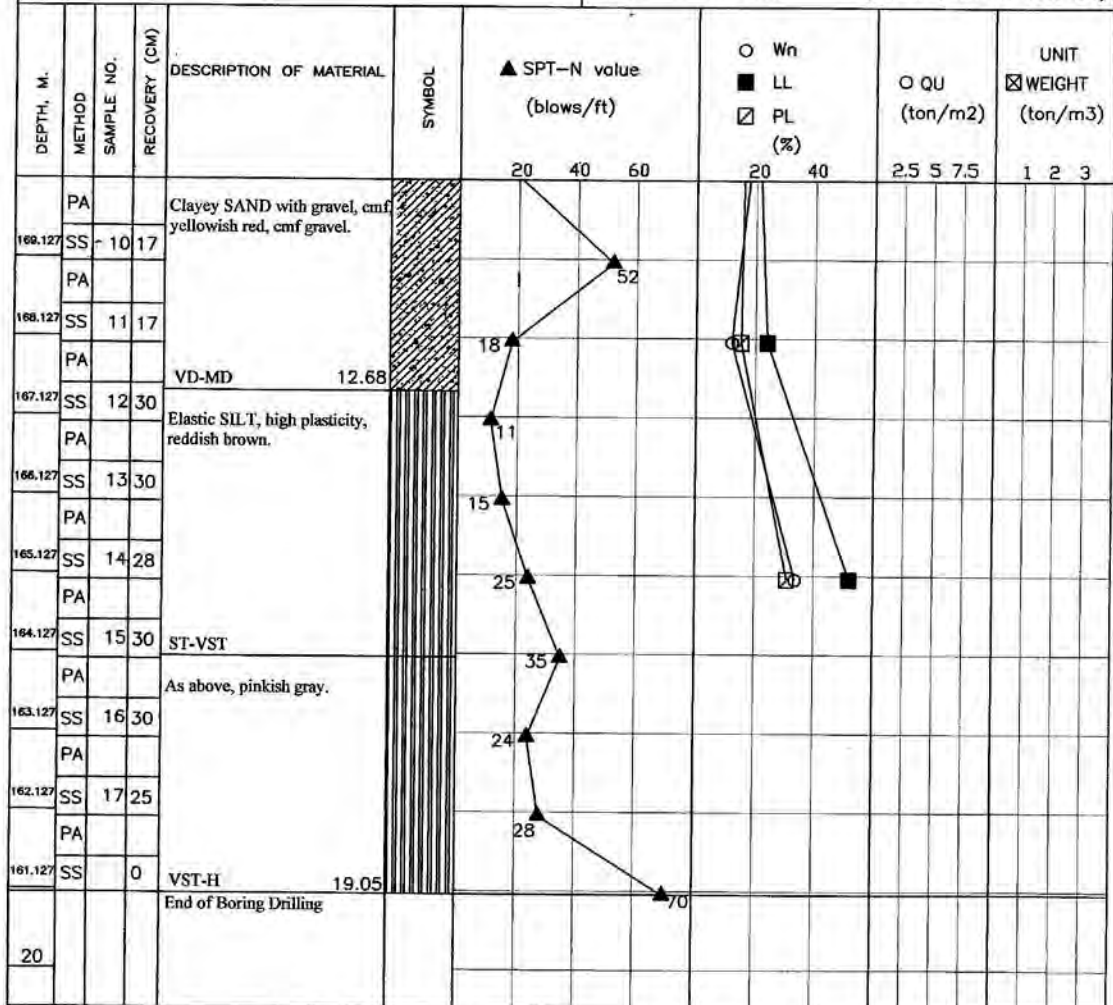 DEPTH, M.
METHOD
SAMPLE NO.
RECOVERY (CM)
DESCRIPTION OF MATERIAL
SYMBOL
▲ SPT-N value
(blows/ft)
20 40 60
○ Wn
■ LL
⍁ PL
(%)
20 40
○ QU
(ton/m2)
2.5 5 7.5
UNIT
⊠ WEIGHT
(ton/m3)
1 2 3
PA
Clayey SAND with gravel, cmf,
yellowish red, cmf gravel.
169.127 SS 10 17
52
PA
168.127 SS 11 17
18
PA
VD-MD 12.68
167.127 SS 12 30
Elastic SILT, high plasticity,
reddish brown.
11
PA
166.127 SS 13 30
15
PA
165.127 SS 14 28
25
PA
164.127 SS 15 30
ST-VST
35
PA
As above, pinkish gray.
163.127 SS 16 30
24
PA
162.127 SS 17 25
28
PA
161.127 SS 0
VST-H 19.05
70
End of Boring Drilling
20